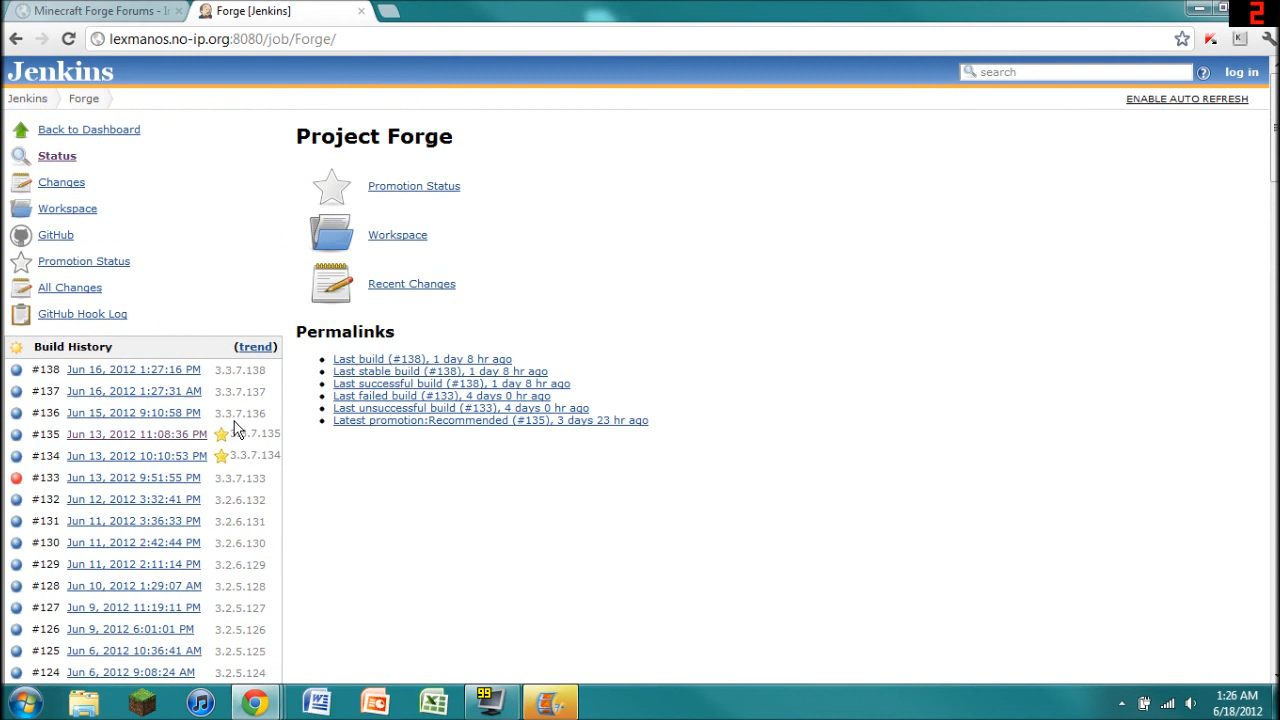 Minecraft Forge Forums - I
Forge [Jenkins]
2
lexmanos.no-ip.org:8080/job/Forge/
Jenkins
search
log in
Jenkins
Forge
ENABLE AUTO REFRESH
Back to Dashboard
Status
Changes
Workspace
GitHub
Promotion Status
All Changes
GitHub Hook Log
Build History (trend)
#138 Jun 16, 2012 1:27:16 PM 3.3.7.138
#137 Jun 16, 2012 1:27:31 AM 3.3.7.137
#136 Jun 15, 2012 9:10:58 PM 3.3.7.136
#135 Jun 13, 2012 11:08:36 PM 3.3.7.135
#134 Jun 13, 2012 10:10:53 PM 3.3.7.134
#133 Jun 13, 2012 9:51:55 PM 3.3.7.133
#132 Jun 12, 2012 3:32:41 PM 3.2.6.132
#131 Jun 11, 2012 3:36:33 PM 3.2.6.131
#130 Jun 11, 2012 2:42:44 PM 3.2.6.130
#129 Jun 11, 2012 2:11:14 PM 3.2.6.129
#128 Jun 10, 2012 1:29:07 AM 3.2.5.128
#127 Jun 9, 2012 11:19:11 PM 3.2.5.127
#126 Jun 9, 2012 6:01:01 PM 3.2.5.126
#125 Jun 6, 2012 10:36:41 AM 3.2.5.125
#124 Jun 6, 2012 9:08:24 AM 3.2.5.124
Project Forge
Promotion Status
Workspace
Recent Changes
Permalinks
Last build (#138), 1 day 8 hr ago
Last stable build (#138), 1 day 8 hr ago
Last successful build (#138), 1 day 8 hr ago
Last failed build (#133), 4 days 0 hr ago
Last unsuccessful build (#133), 4 days 0 hr ago
Latest promotion:Recommended (#135), 3 days 23 hr ago
99
1:26 AM
6/18/2012